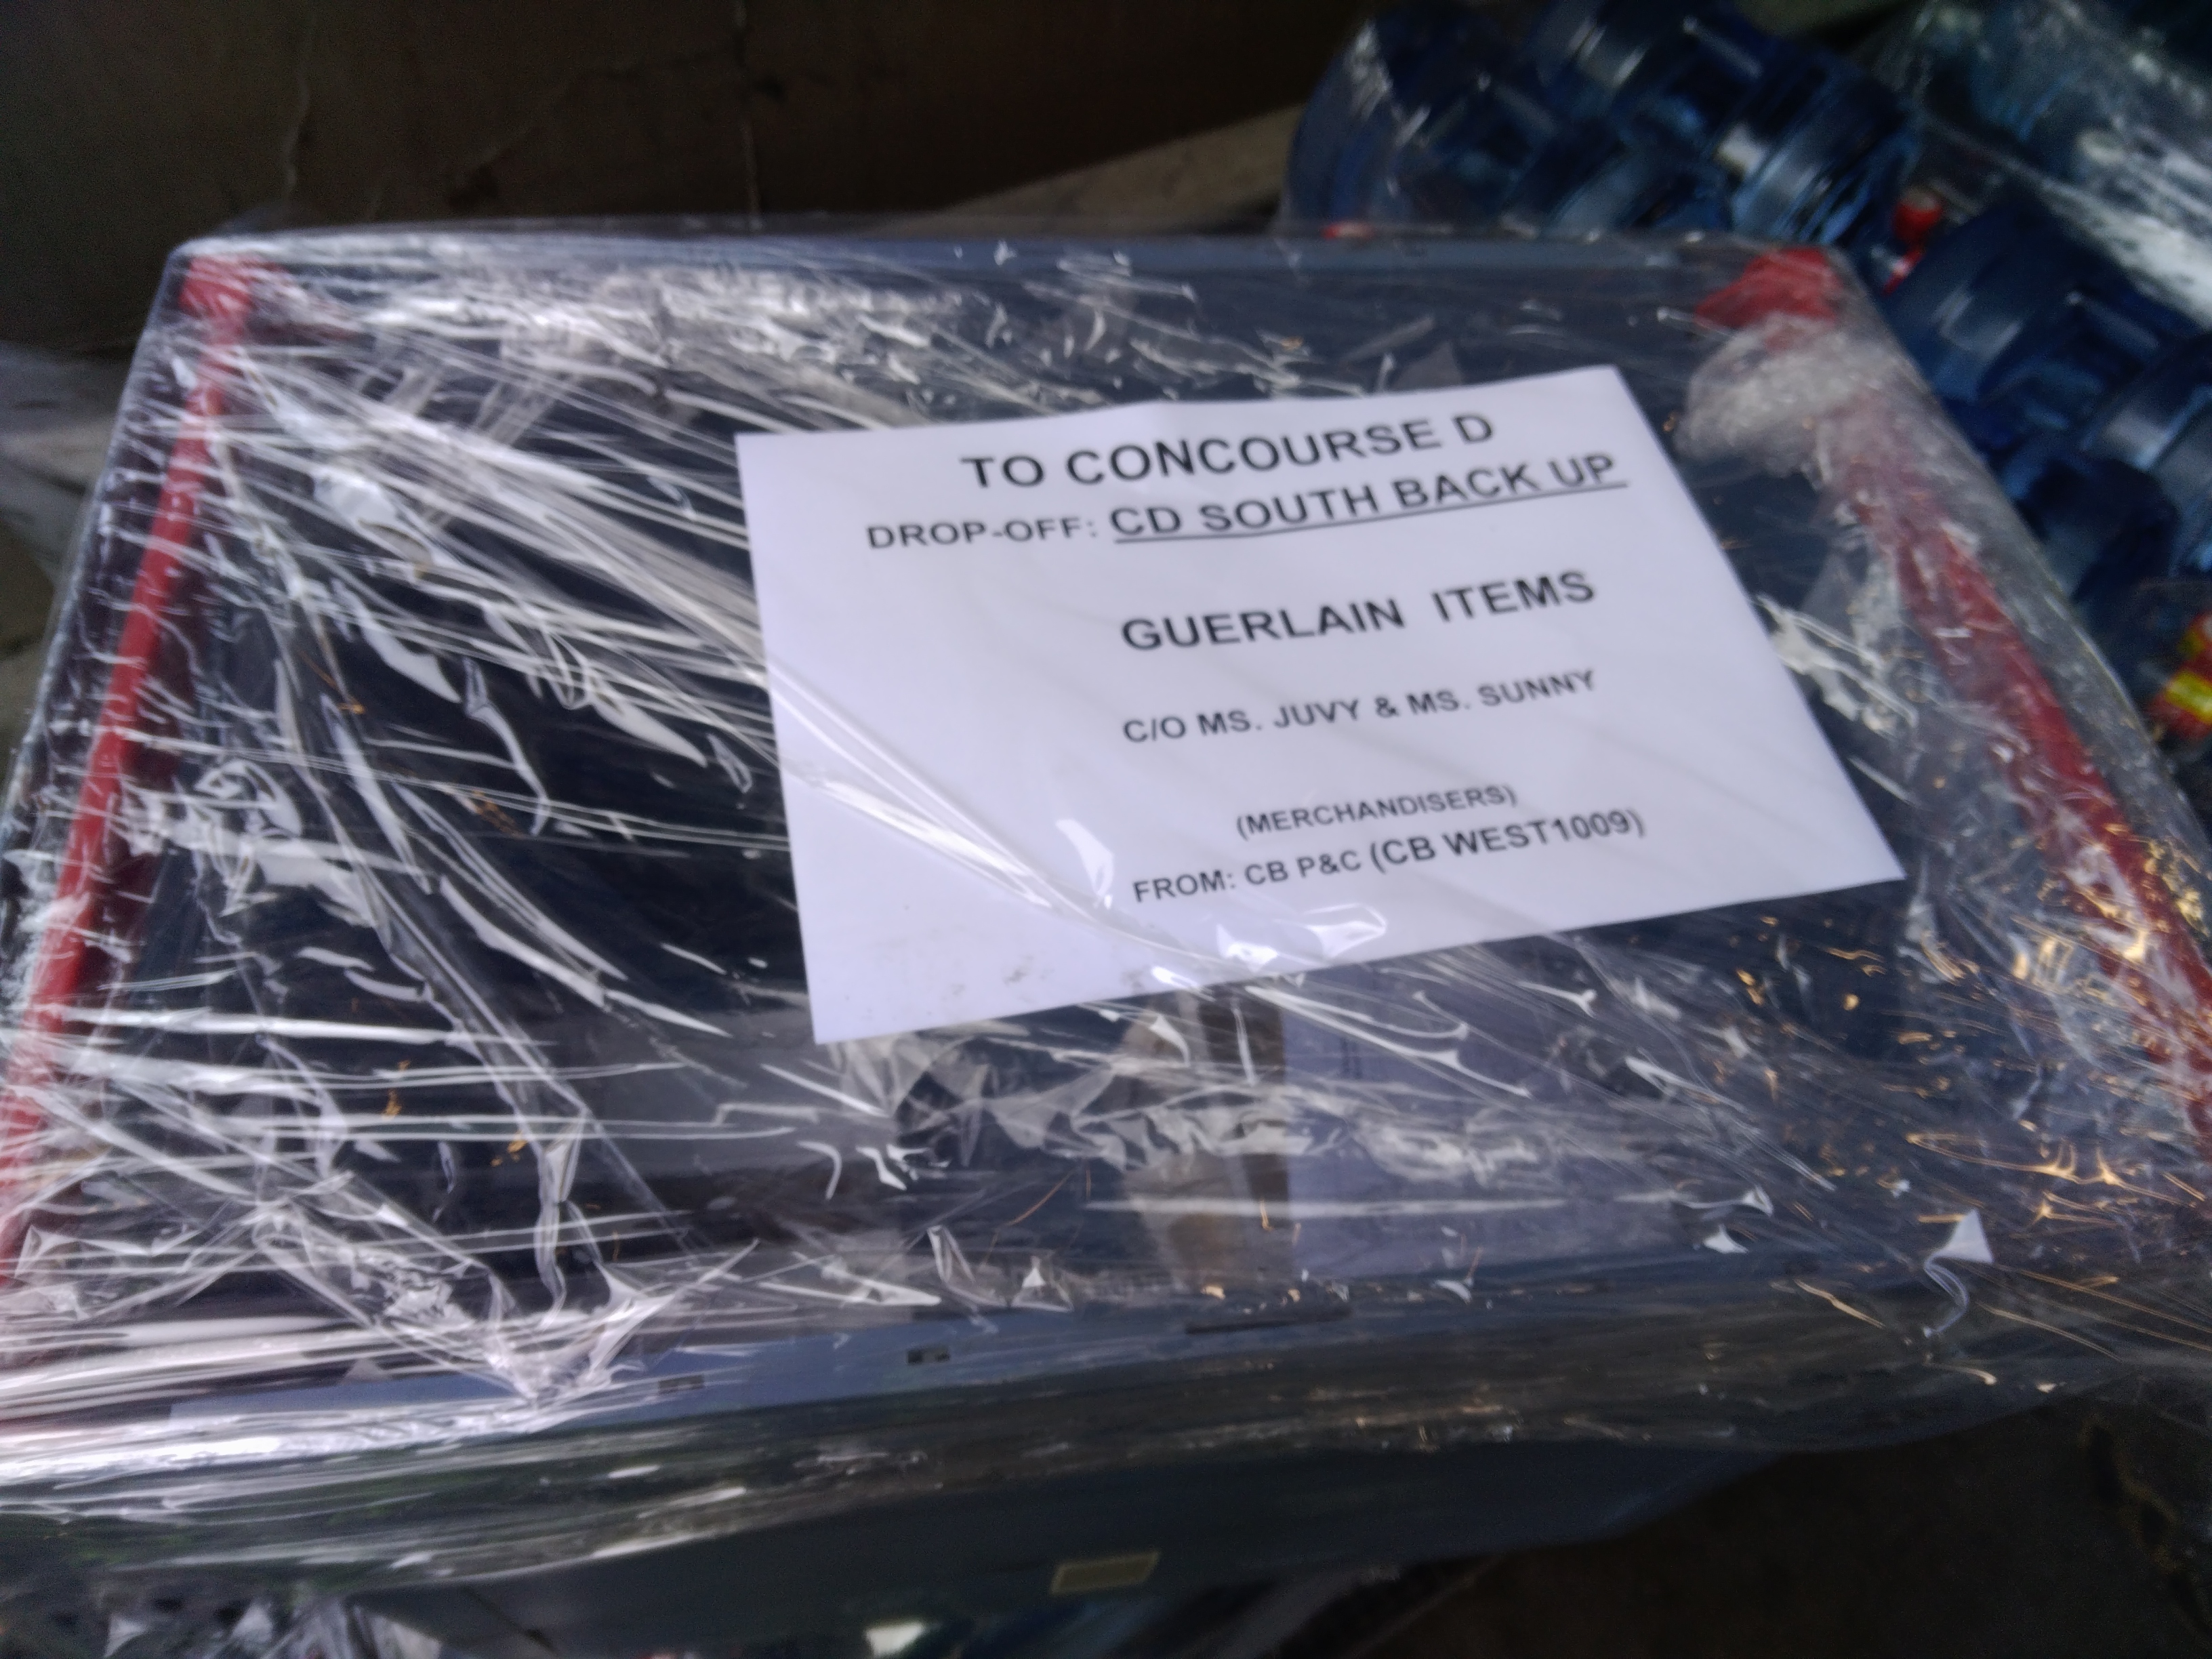 TO CONCOURSE D
DROP-OFF: CD SOUTH BACK UP
GUERLAIN ITEMS
C/O MS. JUVY & MS. SUNNY
(MERCHANDISERS)
FROM: CB P&C (CB WEST1009)